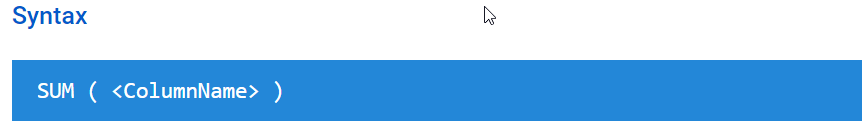 Syntax
SUM ( <ColumnName> )